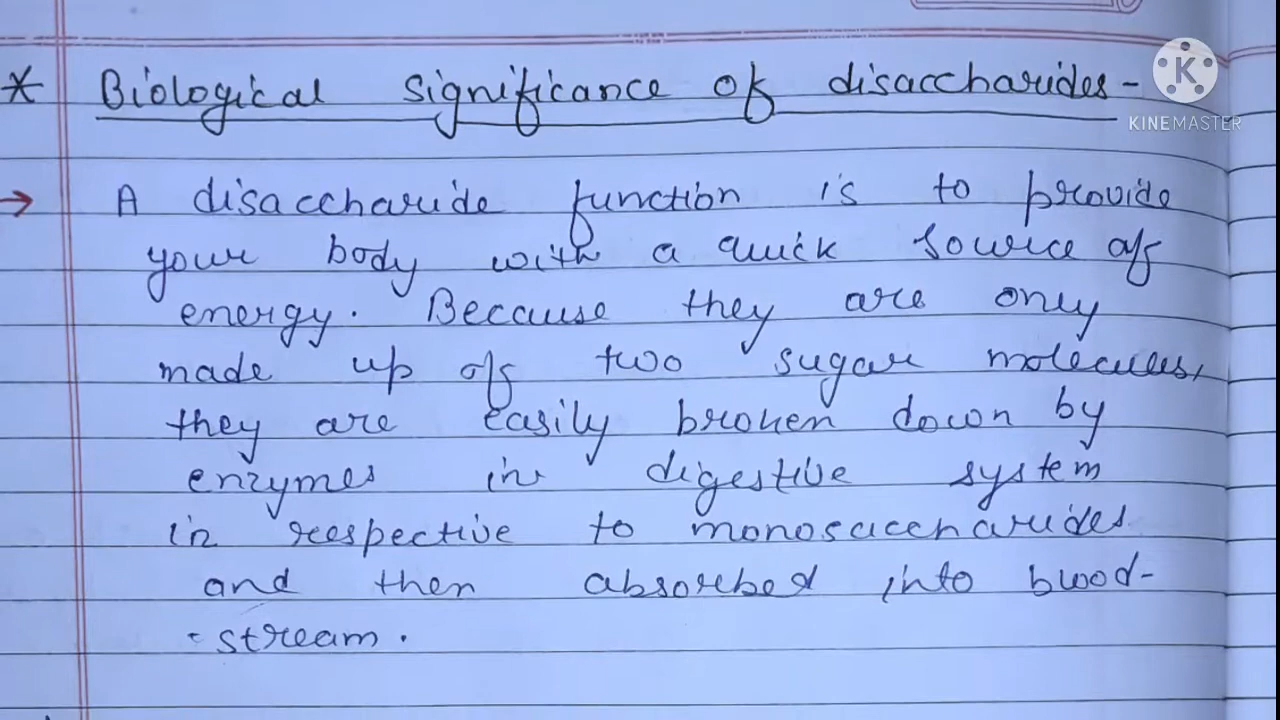 * Biological significance of disaccharides-
K
KINEMASTER
→ A disaccharide function is to provide
your body with a quick source of
energy. Because they are only
made up of two sugar molecules,
they are easily broken down by
enzymes in digestive system
in respective to monosaccharides
and then absorbed into blood-
- stream.